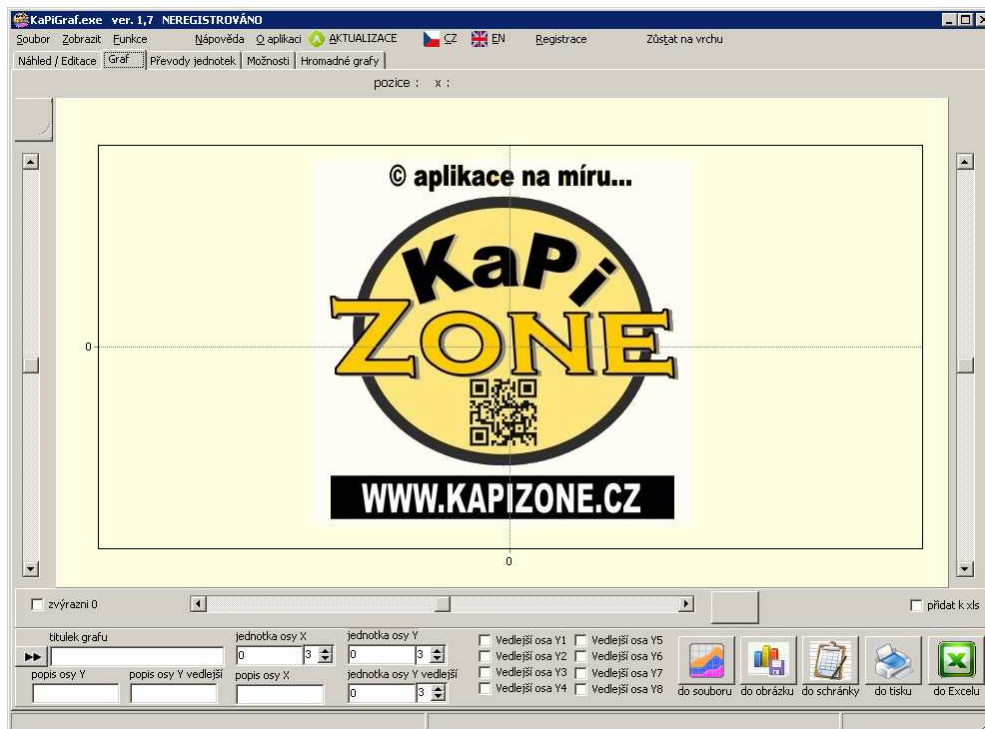 KaPiGraf.exe ver. 1,7 NEREGISTROVÁNO
Soubor Zobrazit Funkce Nápověda O aplikaci AKTUALIZACE CZ EN Registrace Zůstat na vrchu
Náhled / Editace Graf Převody jednotek Možnosti Hromadné grafy
pozice : x :
© aplikace na míru...
KaPi
ZONE
0
WWW.KAPIZONE.CZ
0
zvýrazni 0 přidat k xls
titulek grafu jednotka osy X jednotka osy Y Vedlejší osa Y1 Vedlejší osa Y5
0 3 0 3 Vedlejší osa Y2 Vedlejší osa Y6
popis osy Y popis osy Y vedlejší popis osy X jednotka osy Y vedlejší Vedlejší osa Y3 Vedlejší osa Y7
0 3 Vedlejší osa Y4 Vedlejší osa Y8
do souboru do obrázku do schránky do tisku do Excelu